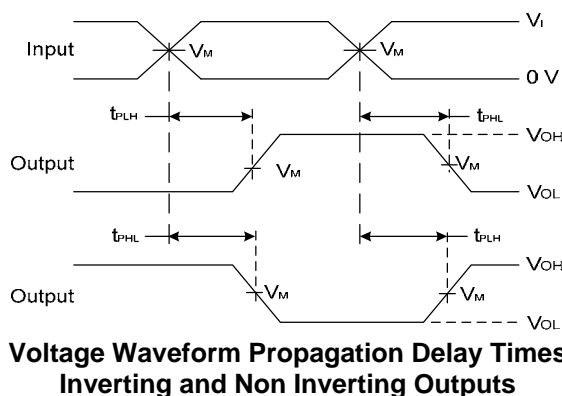 Input
VM
VM
VI
0 V
tPLH
tPHL
Output
VM
VM
VOH
VOL
tPHL
tPLH
Output
VM
VM
VOH
VOL
Voltage Waveform Propagation Delay Times
Inverting and Non Inverting Outputs